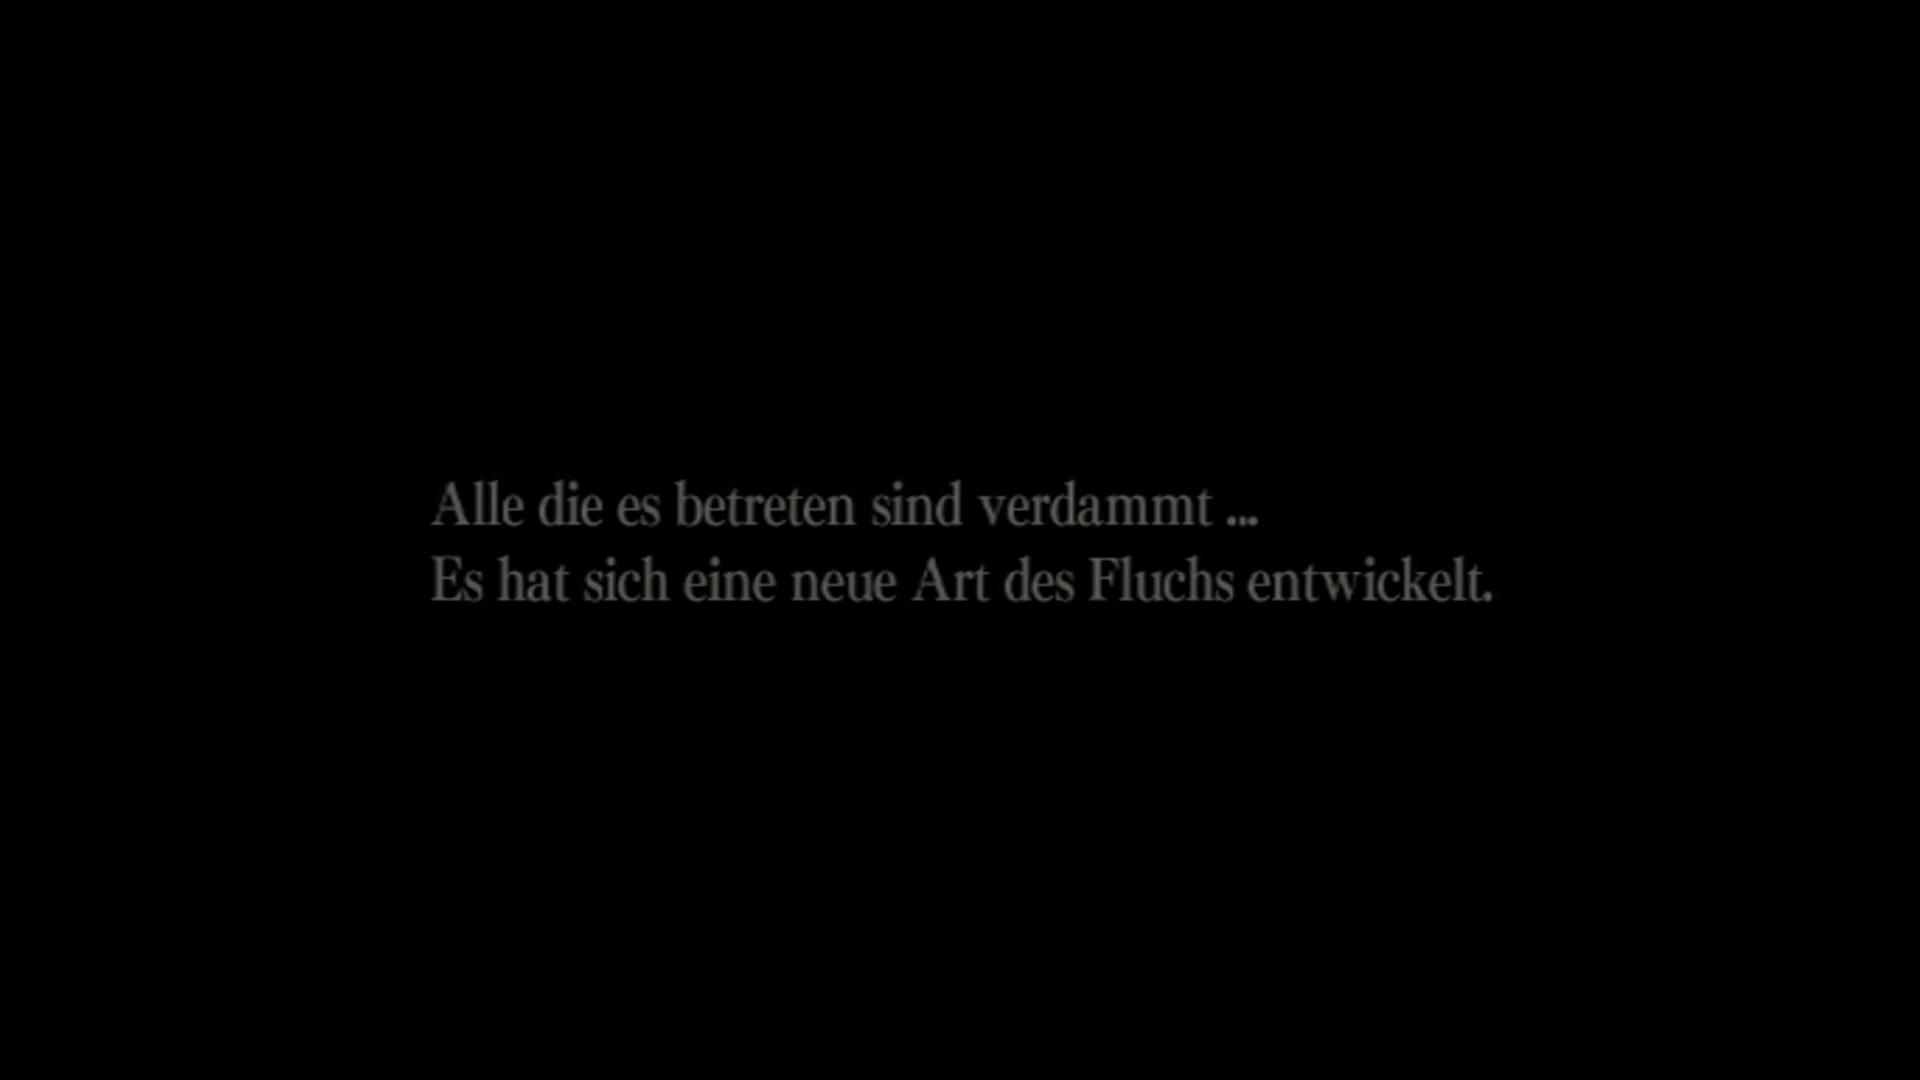 Alle die es betreten sind verdammt ...
Es hat sich eine neue Art des Fluchs entwickelt.